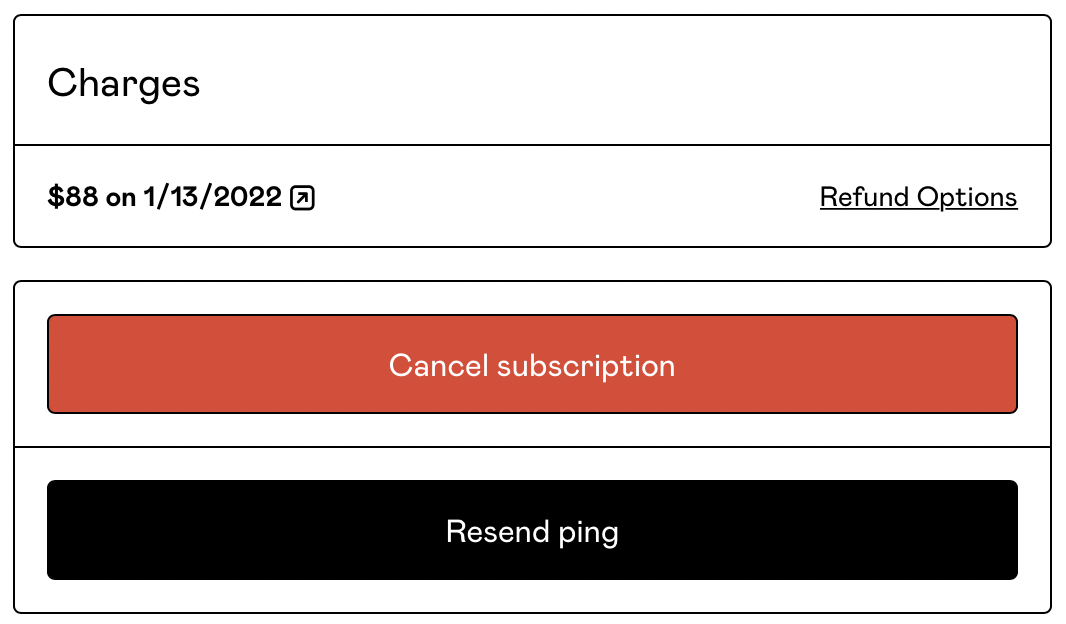 Charges
$88 on 1/13/2022
Refund Options
Cancel subscription
Resend ping